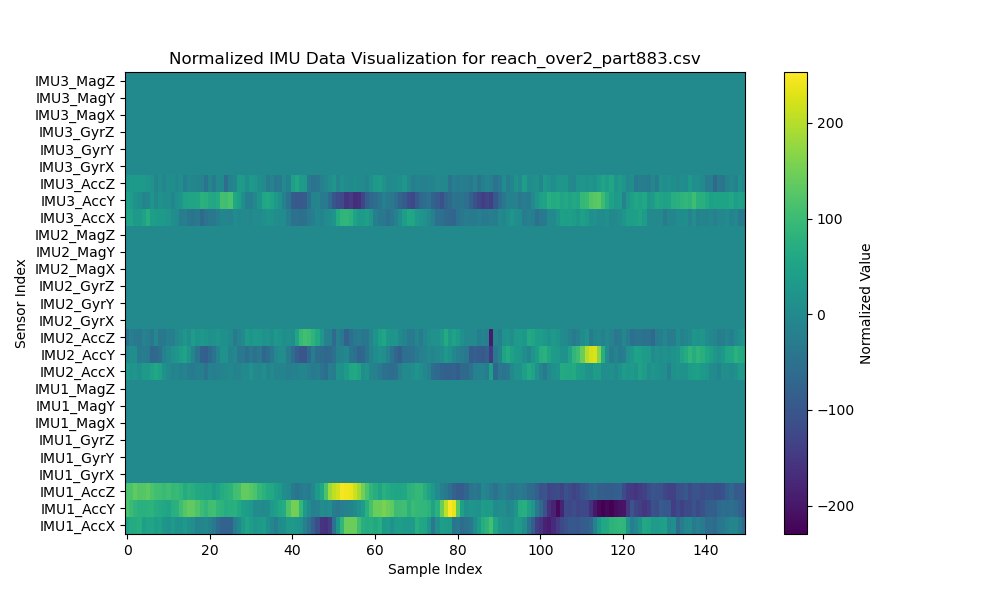 Normalized IMU Data Visualization for reach_over2_part883.csv
IMU3_MagZ
IMU3_MagY
IMU3_MagX
IMU3_GyrZ
IMU3_GyrY
IMU3_GyrX
IMU3_AccZ
IMU3_AccY
IMU3_AccX
IMU2_MagZ
IMU2_MagY
IMU2_MagX
IMU2_GyrZ
IMU2_GyrY
IMU2_GyrX
IMU2_AccZ
IMU2_AccY
IMU2_AccX
IMU1_MagZ
IMU1_MagY
IMU1_MagX
IMU1_GyrZ
IMU1_GyrY
IMU1_GyrX
IMU1_AccZ
IMU1_AccY
IMU1_AccX
Sensor Index
0 20 40 60 80 100 120 140
Sample Index
200
100
0
−100
−200
Normalized Value